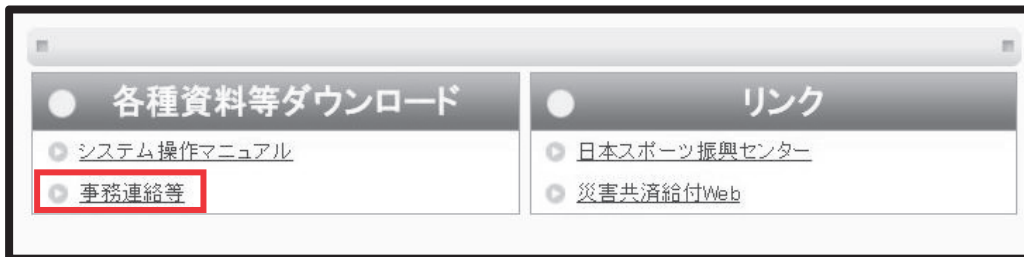 各種資料等ダウンロード
システム操作マニュアル
事務連絡等
リンク
日本スポーツ振興センター
災害共済給付Web